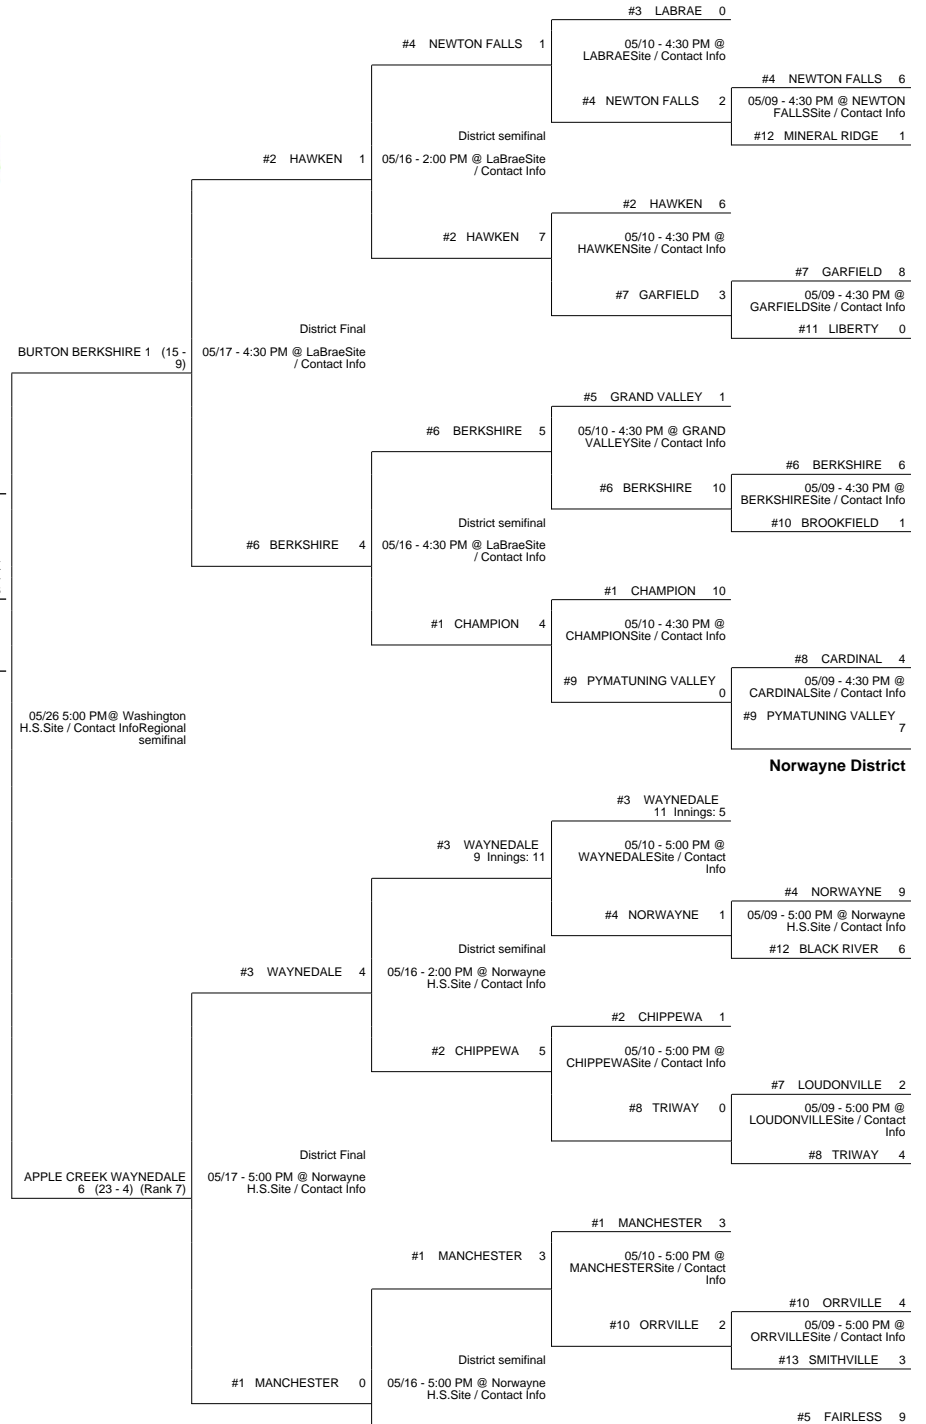 #3 LABRAE 0
#4 NEWTON FALLS 1
05/10 - 4:30 PM @
LABRAESite / Contact Info
#4 NEWTON FALLS 6
#4 NEWTON FALLS 2
05/09 - 4:30 PM @ NEWTON
FALLSSite / Contact Info
#12 MINERAL RIDGE 1
District semifinal
#2 HAWKEN 1
05/16 - 2:00 PM @ LaBraeSite
/ Contact Info
#2 HAWKEN 6
#2 HAWKEN 7
05/10 - 4:30 PM @
HAWKENSite / Contact Info
#7 GARFIELD 8
#7 GARFIELD 3
05/09 - 4:30 PM @
GARFIELDSite / Contact Info
#11 LIBERTY 0
District Final
BURTON BERKSHIRE 1 (15 -
9)
05/17 - 4:30 PM @ LaBraeSite
/ Contact Info
#5 GRAND VALLEY 1
#6 BERKSHIRE 5
05/10 - 4:30 PM @ GRAND
VALLEYSite / Contact Info
#6 BERKSHIRE 6
#6 BERKSHIRE 10
05/09 - 4:30 PM @
BERKSHIRESite / Contact Info
#10 BROOKFIELD 1
District semifinal
#6 BERKSHIRE 4
05/16 - 4:30 PM @ LaBraeSite
/ Contact Info
#1 CHAMPION 10
#1 CHAMPION 4
05/10 - 4:30 PM @
CHAMPIONSite / Contact Info
#8 CARDINAL 4
#9 PYMATUNING VALLEY
0
05/09 - 4:30 PM @
CARDINALSite / Contact Info
#9 PYMATUNING VALLEY
7
05/26 5:00 PM@ Washington
H.S.Site / Contact InfoRegional
semifinal
Norwayne District
#3 WAYNEDALE
11 Innings: 5
#3 WAYNEDALE
9 Innings: 11
05/10 - 5:00 PM @
WAYNEDALESite / Contact
Info
#4 NORWAYNE 9
#4 NORWAYNE 1
05/09 - 5:00 PM @ Norwayne
H.S.Site / Contact Info
#12 BLACK RIVER 6
District semifinal
#3 WAYNEDALE 4
05/16 - 2:00 PM @ Norwayne
H.S.Site / Contact Info
#2 CHIPPEWA 1
#2 CHIPPEWA 5
05/10 - 5:00 PM @
CHIPPEWASite / Contact Info
#7 LOUDONVILLE 2
#8 TRIWAY 0
05/09 - 5:00 PM @
LOUDONVILLESite / Contact
Info
#8 TRIWAY 4
District Final
APPLE CREEK WAYNEDALE
6 (23 - 4) (Rank 7)
05/17 - 5:00 PM @ Norwayne
H.S.Site / Contact Info
#1 MANCHESTER 3
#1 MANCHESTER 3
05/10 - 5:00 PM @
MANCHESTERSite / Contact
Info
#10 ORRVILLE 4
#10 ORRVILLE 2
05/09 - 5:00 PM @
ORRVILLESite / Contact Info
#13 SMITHVILLE 3
District semifinal
#1 MANCHESTER 0
05/16 - 5:00 PM @ Norwayne
H.S.Site / Contact Info
#5 FAIRLESS 9